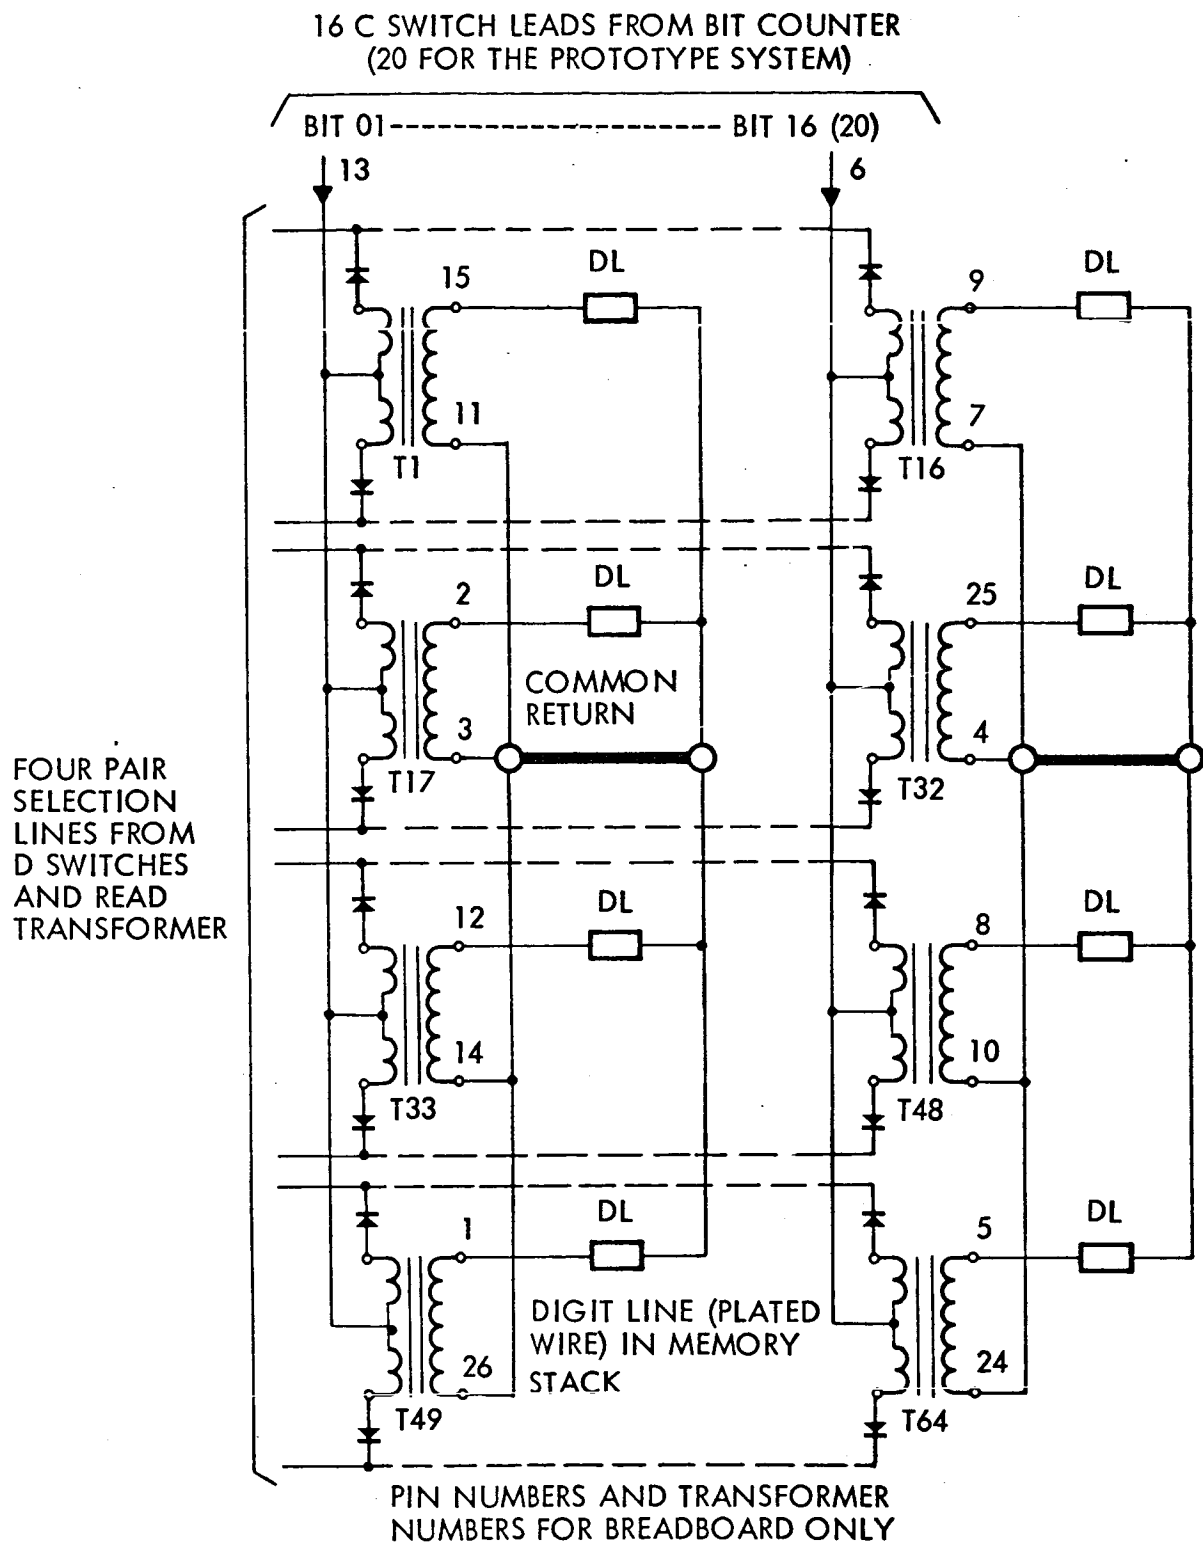 16 C SWITCH LEADS FROM BIT COUNTER
(20 FOR THE PROTOTYPE SYSTEM)
BIT 01 ---------------------- BIT 16 (20)
13
6
DL
DL
15
9
11
7
T1
T16
DL
DL
2
25
COMMON
RETURN
3
4
T17
T32
FOUR PAIR
SELECTION
LINES FROM
D SWITCHES
AND READ
TRANSFORMER
DL
DL
12
8
14
10
T33
T48
DL
DL
1
5
DIGIT LINE (PLATED
WIRE) IN MEMORY
STACK
26
24
T49
T64
PIN NUMBERS AND TRANSFORMER
NUMBERS FOR BREADBOARD ONLY